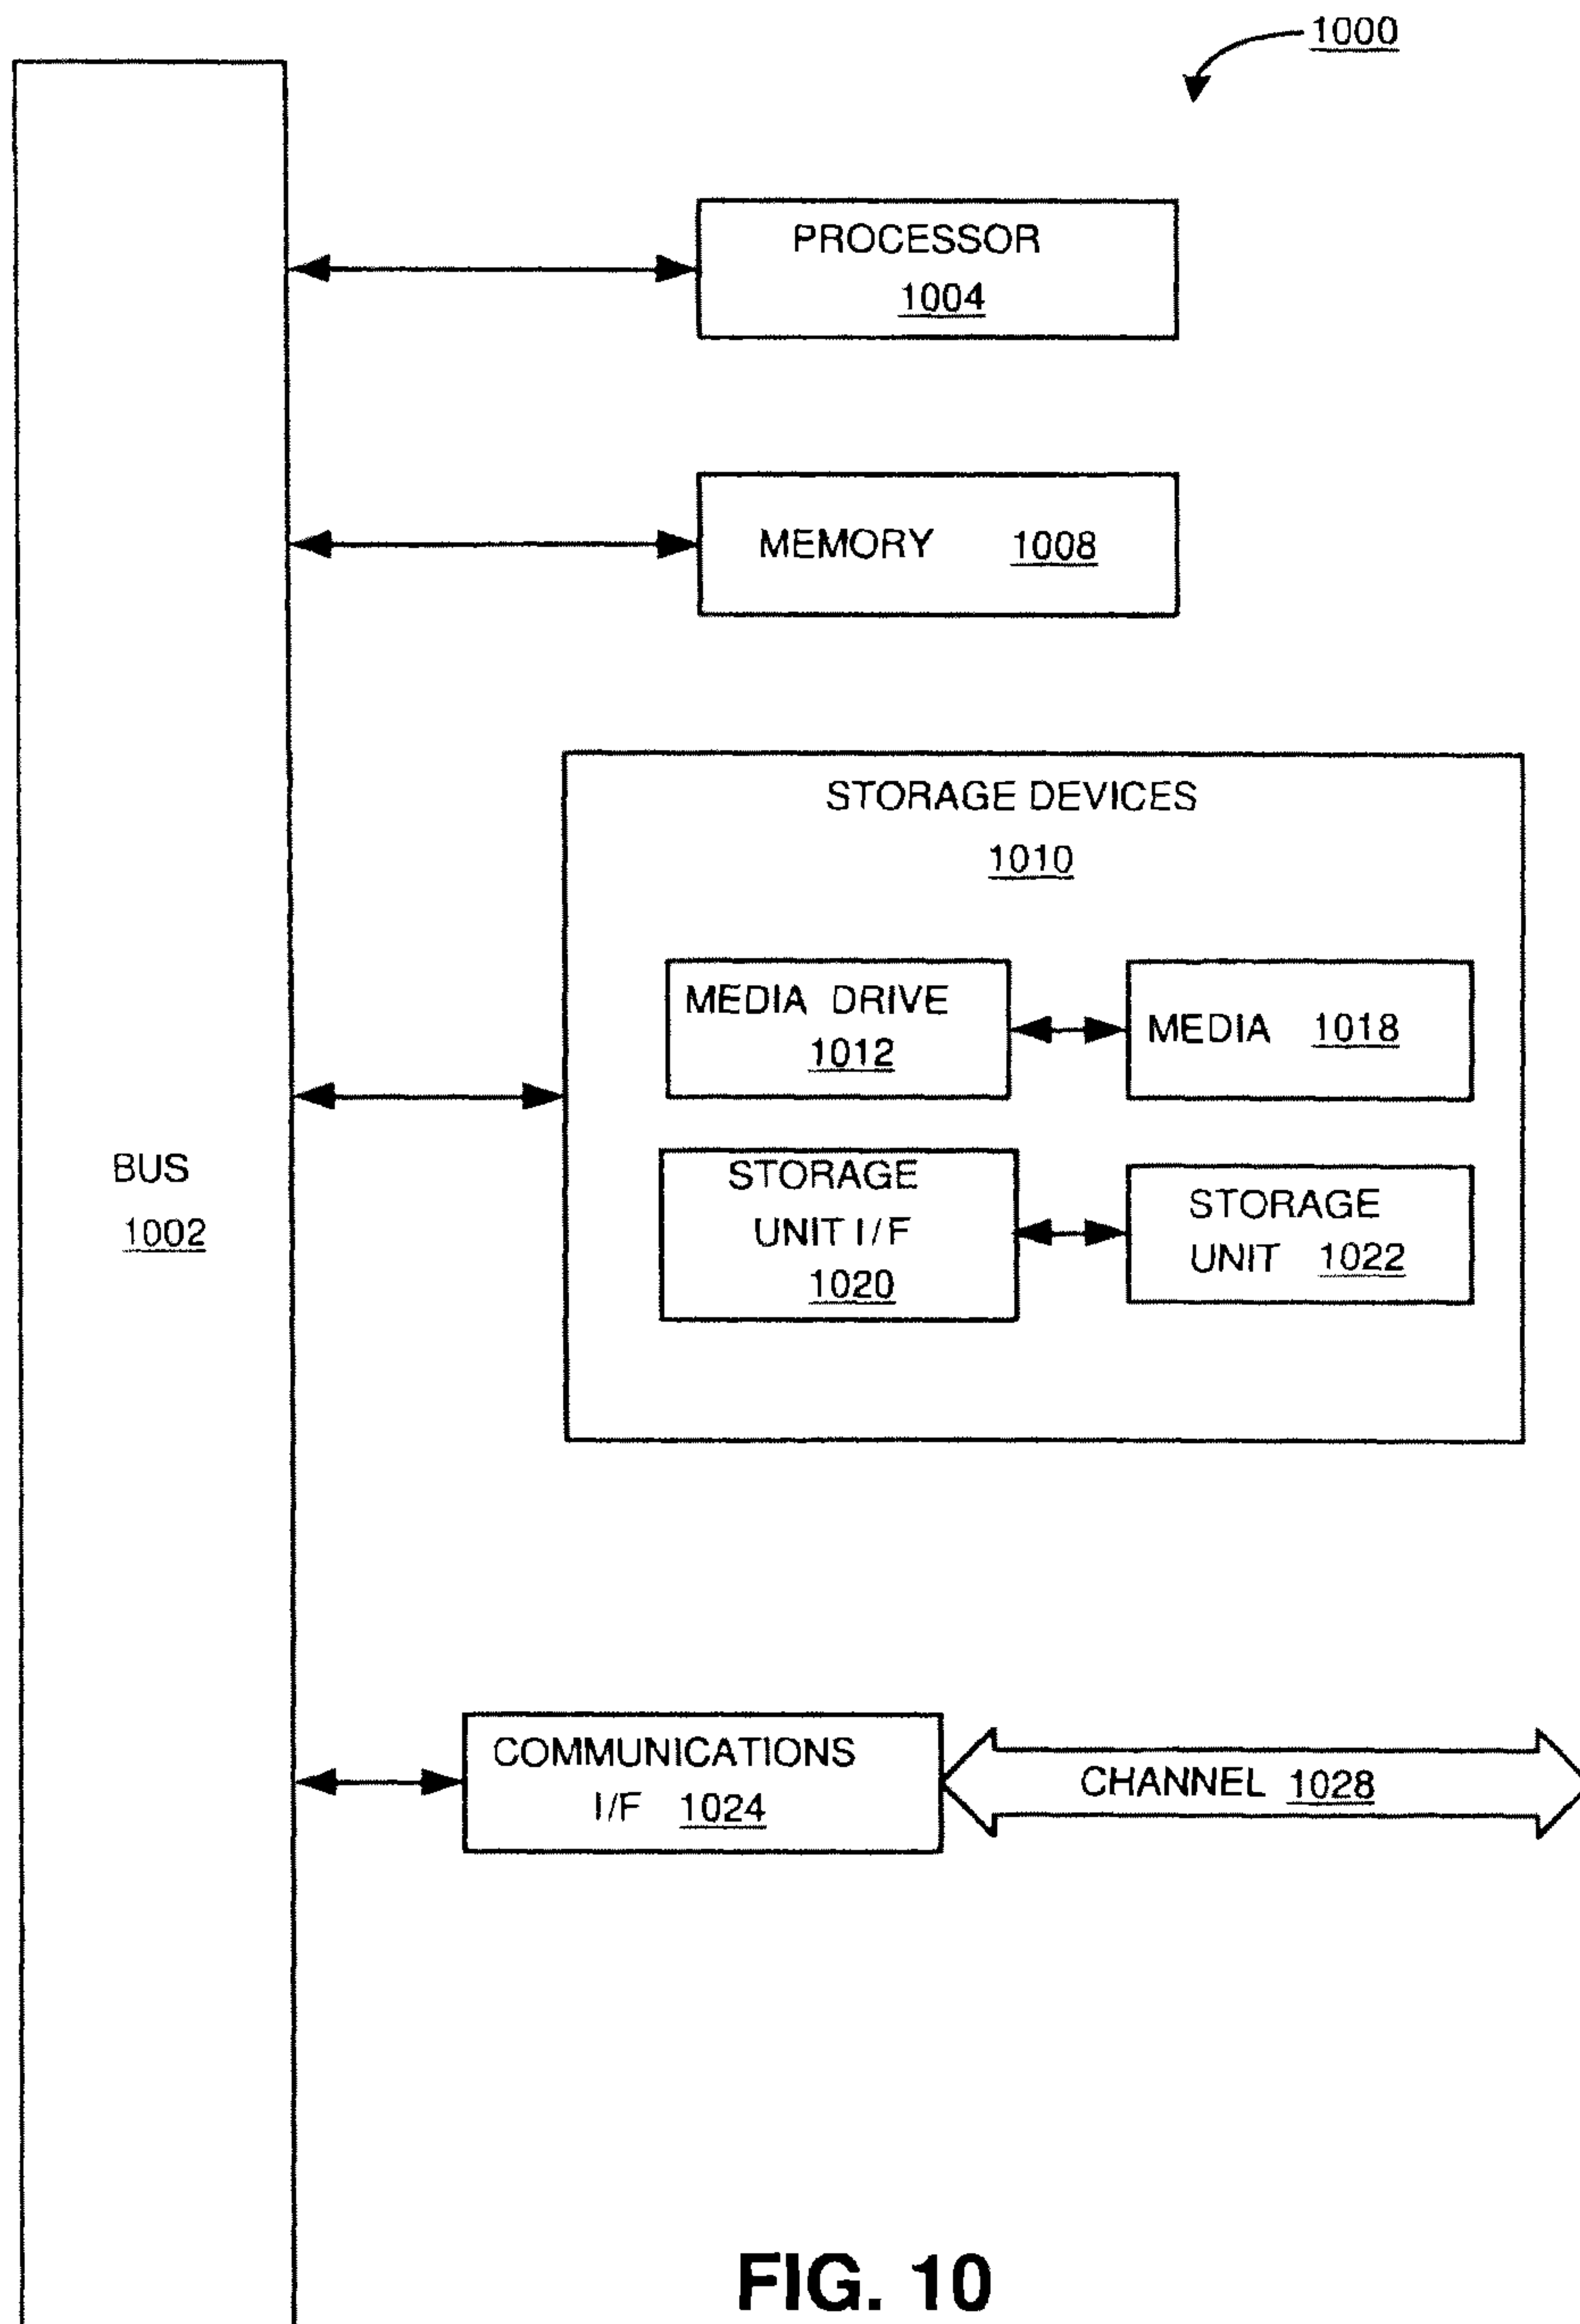 1000
PROCESSOR
1004
MEMORY 1008
STORAGE DEVICES
1010
MEDIA DRIVE
1012
MEDIA 1018
STORAGE
UNIT I/F
1020
STORAGE
UNIT 1022
BUS
1002
COMMUNICATIONS
I/F 1024
CHANNEL 1028
FIG. 10